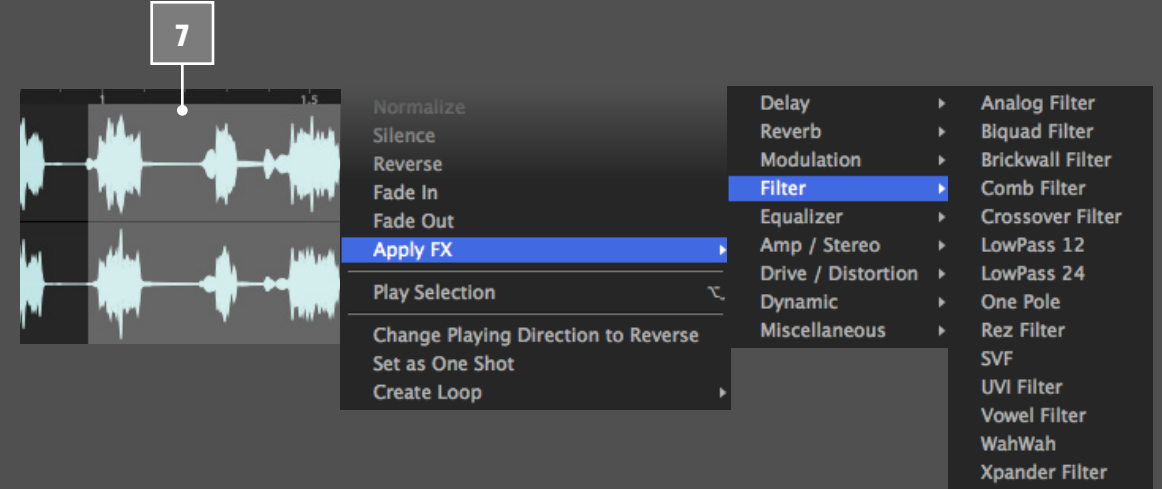 7
1
1.5
Normalize
Silence
Reverse
Fade In
Fade Out
Apply FX
Play Selection
⌥
Change Playing Direction to Reverse
Set as One Shot
Create Loop
Delay
Reverb
Modulation
Filter
Equalizer
Amp / Stereo
Drive / Distortion
Dynamic
Miscellaneous
Analog Filter
Biquad Filter
Brickwall Filter
Comb Filter
Crossover Filter
LowPass 12
LowPass 24
One Pole
Rez Filter
SVF
UVI Filter
Vowel Filter
WahWah
Xpander Filter